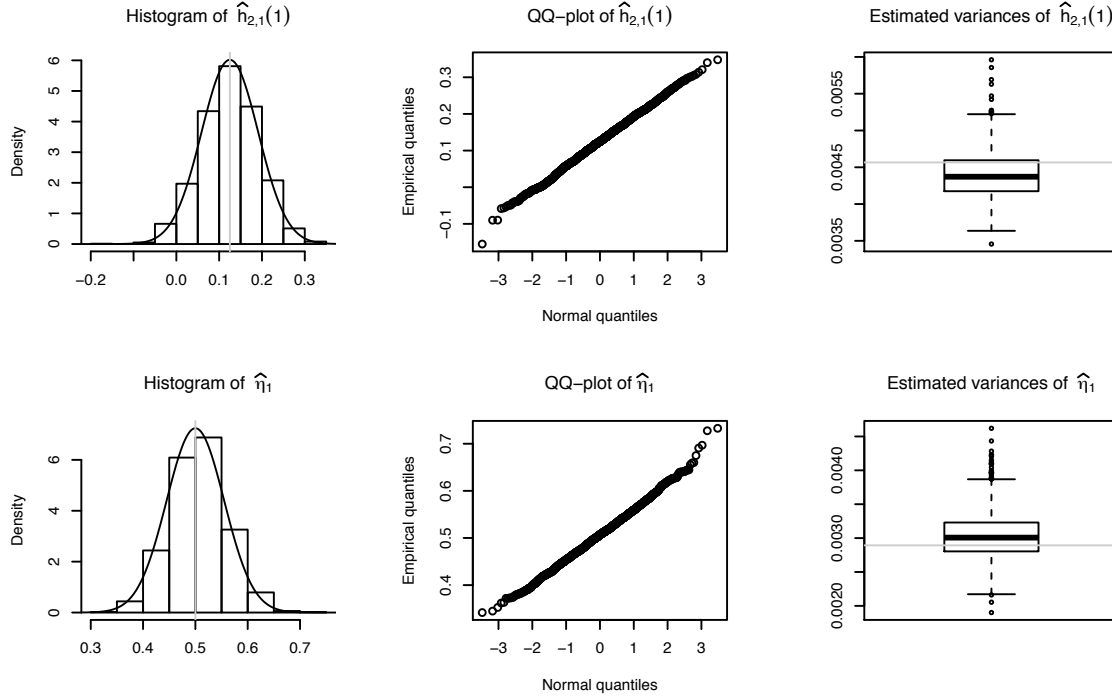 Histogram of ĥ₂,₁(1)
Density
0 1 2 3 4 5 6
−0.2 0.0 0.1 0.2 0.3
QQ−plot of ĥ₂,₁(1)
Empirical quantiles
−0.1 0.1 0.2 0.3
−3 −2 −1 0 1 2 3
Normal quantiles
Estimated variances of ĥ₂,₁(1)
0.0035 0.0045 0.0055
Histogram of η̂₁
Density
0 2 4 6
0.3 0.4 0.5 0.6 0.7
QQ−plot of η̂₁
Empirical quantiles
0.4 0.5 0.6 0.7
−3 −2 −1 0 1 2 3
Normal quantiles
Estimated variances of η̂₁
0.0020 0.0030 0.0040